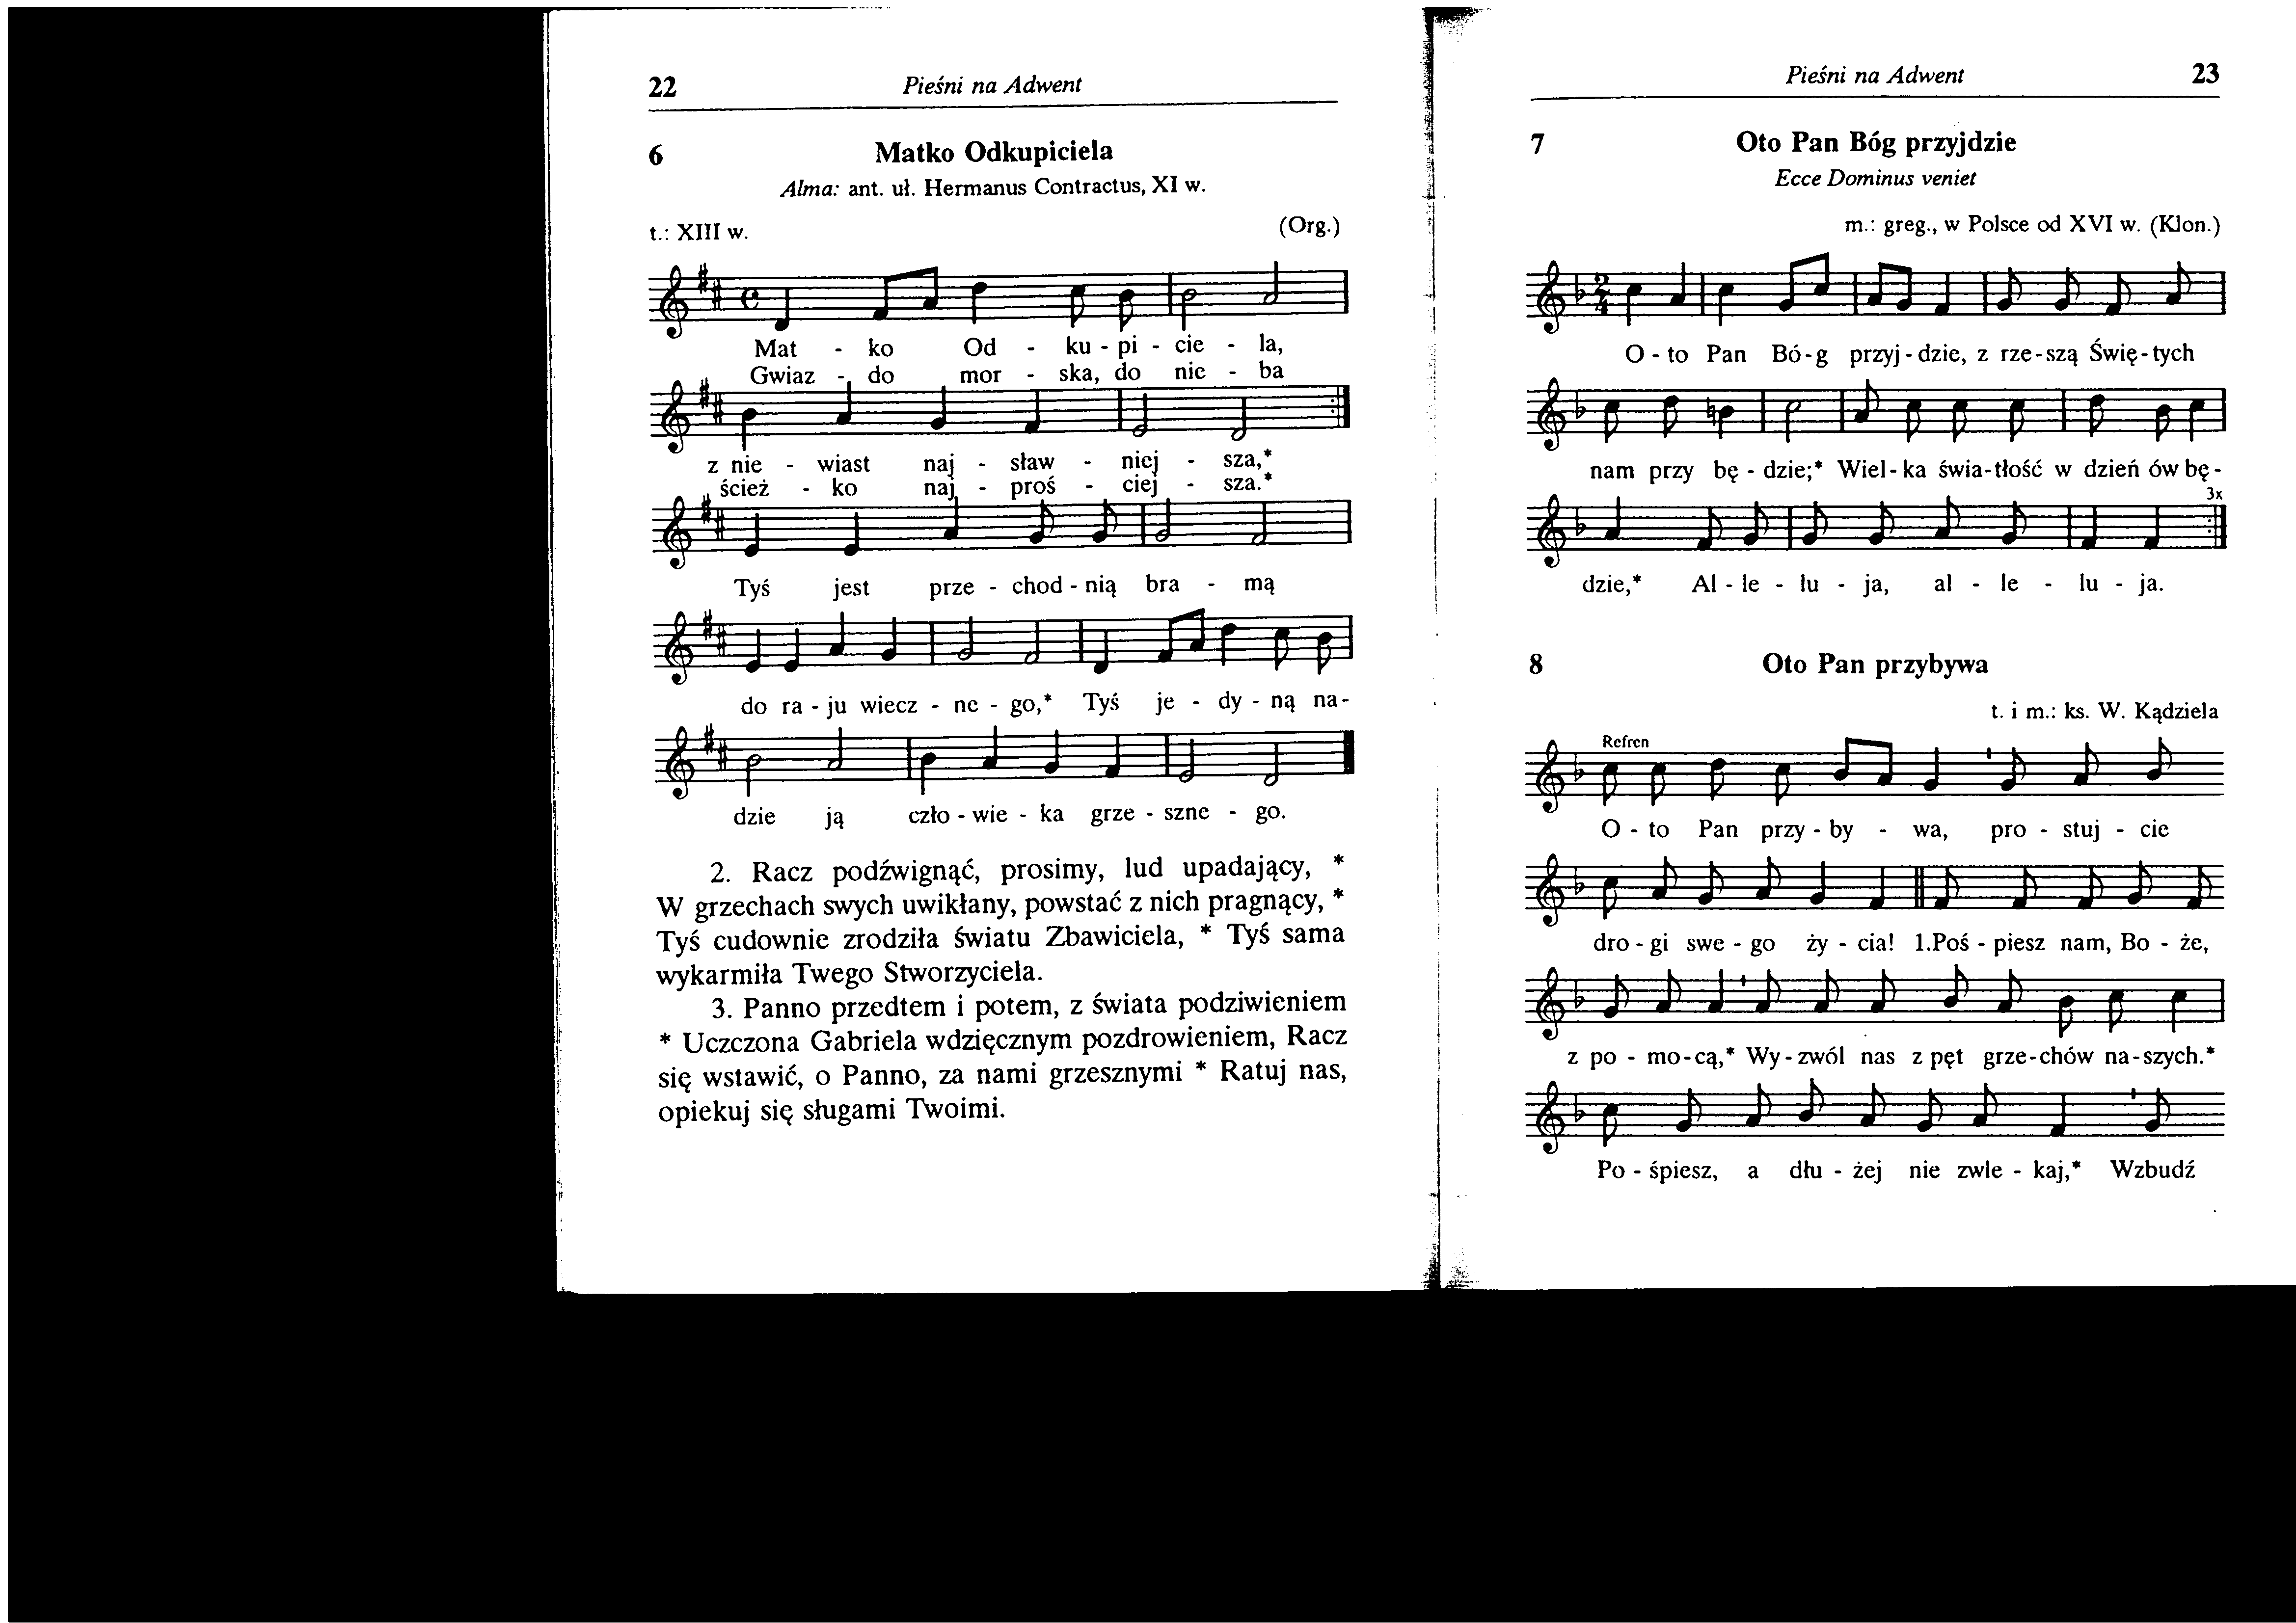 22 Pieśni na Adwent
6 Matko Odkupiciela
Alma: ant. uł. Hermanus Contractus, XI w.
t.: XIII w. (Org.)
Mat - ko Od - ku - pi - cie - la,
Gwiaz - do mor - ska, do nie - ba
z nie - wiast naj - sław - niej - sza,*
ścież - ko naj - proś - ciej - sza.*
Tyś jest prze - chod - nią bra - mą
do ra - ju wiecz - ne - go,* Tyś je - dy - ną na-
dzie ją czło - wie - ka grze - szne - go.
2. Racz podźwignąć, prosimy, lud upadający, *
W grzechach swych uwikłany, powstać z nich pragnący, *
Tyś cudownie zrodziła światu Zbawiciela, * Tyś sama
wykarmiła Twego Stworzyciela.
3. Panno przedtem i potem, z świata podziwieniem
* Uczczona Gabriela wdzięcznym pozdrowieniem, Racz
się wstawić, o Panno, za nami grzesznymi * Ratuj nas,
opiekuj się sługami Twoimi.
Pieśni na Adwent 23
7 Oto Pan Bóg przyjdzie
Ecce Dominus veniet
m.: greg., w Polsce od XVI w. (Klon.)
2/4
O - to Pan Bó - g przyj - dzie, z rze - szą Świę - tych
nam przy bę - dzie;* Wiel - ka świa - tłość w dzień ów bę -
3x
dzie,* Al - le - lu - ja, al - le - lu - ja.
8 Oto Pan przybywa
t. i m.: ks. W. Kądziela
Refren
O - to Pan przy - by - wa, pro - stuj - cie
dro - gi swe - go ży - cia! 1.Poś - piesz nam, Bo - że,
z po - mo - cą,* Wy - zwól nas z pęt grze - chów na - szych.*
Po - śpiesz, a dłu - żej nie zwle - kaj,* Wzbudź